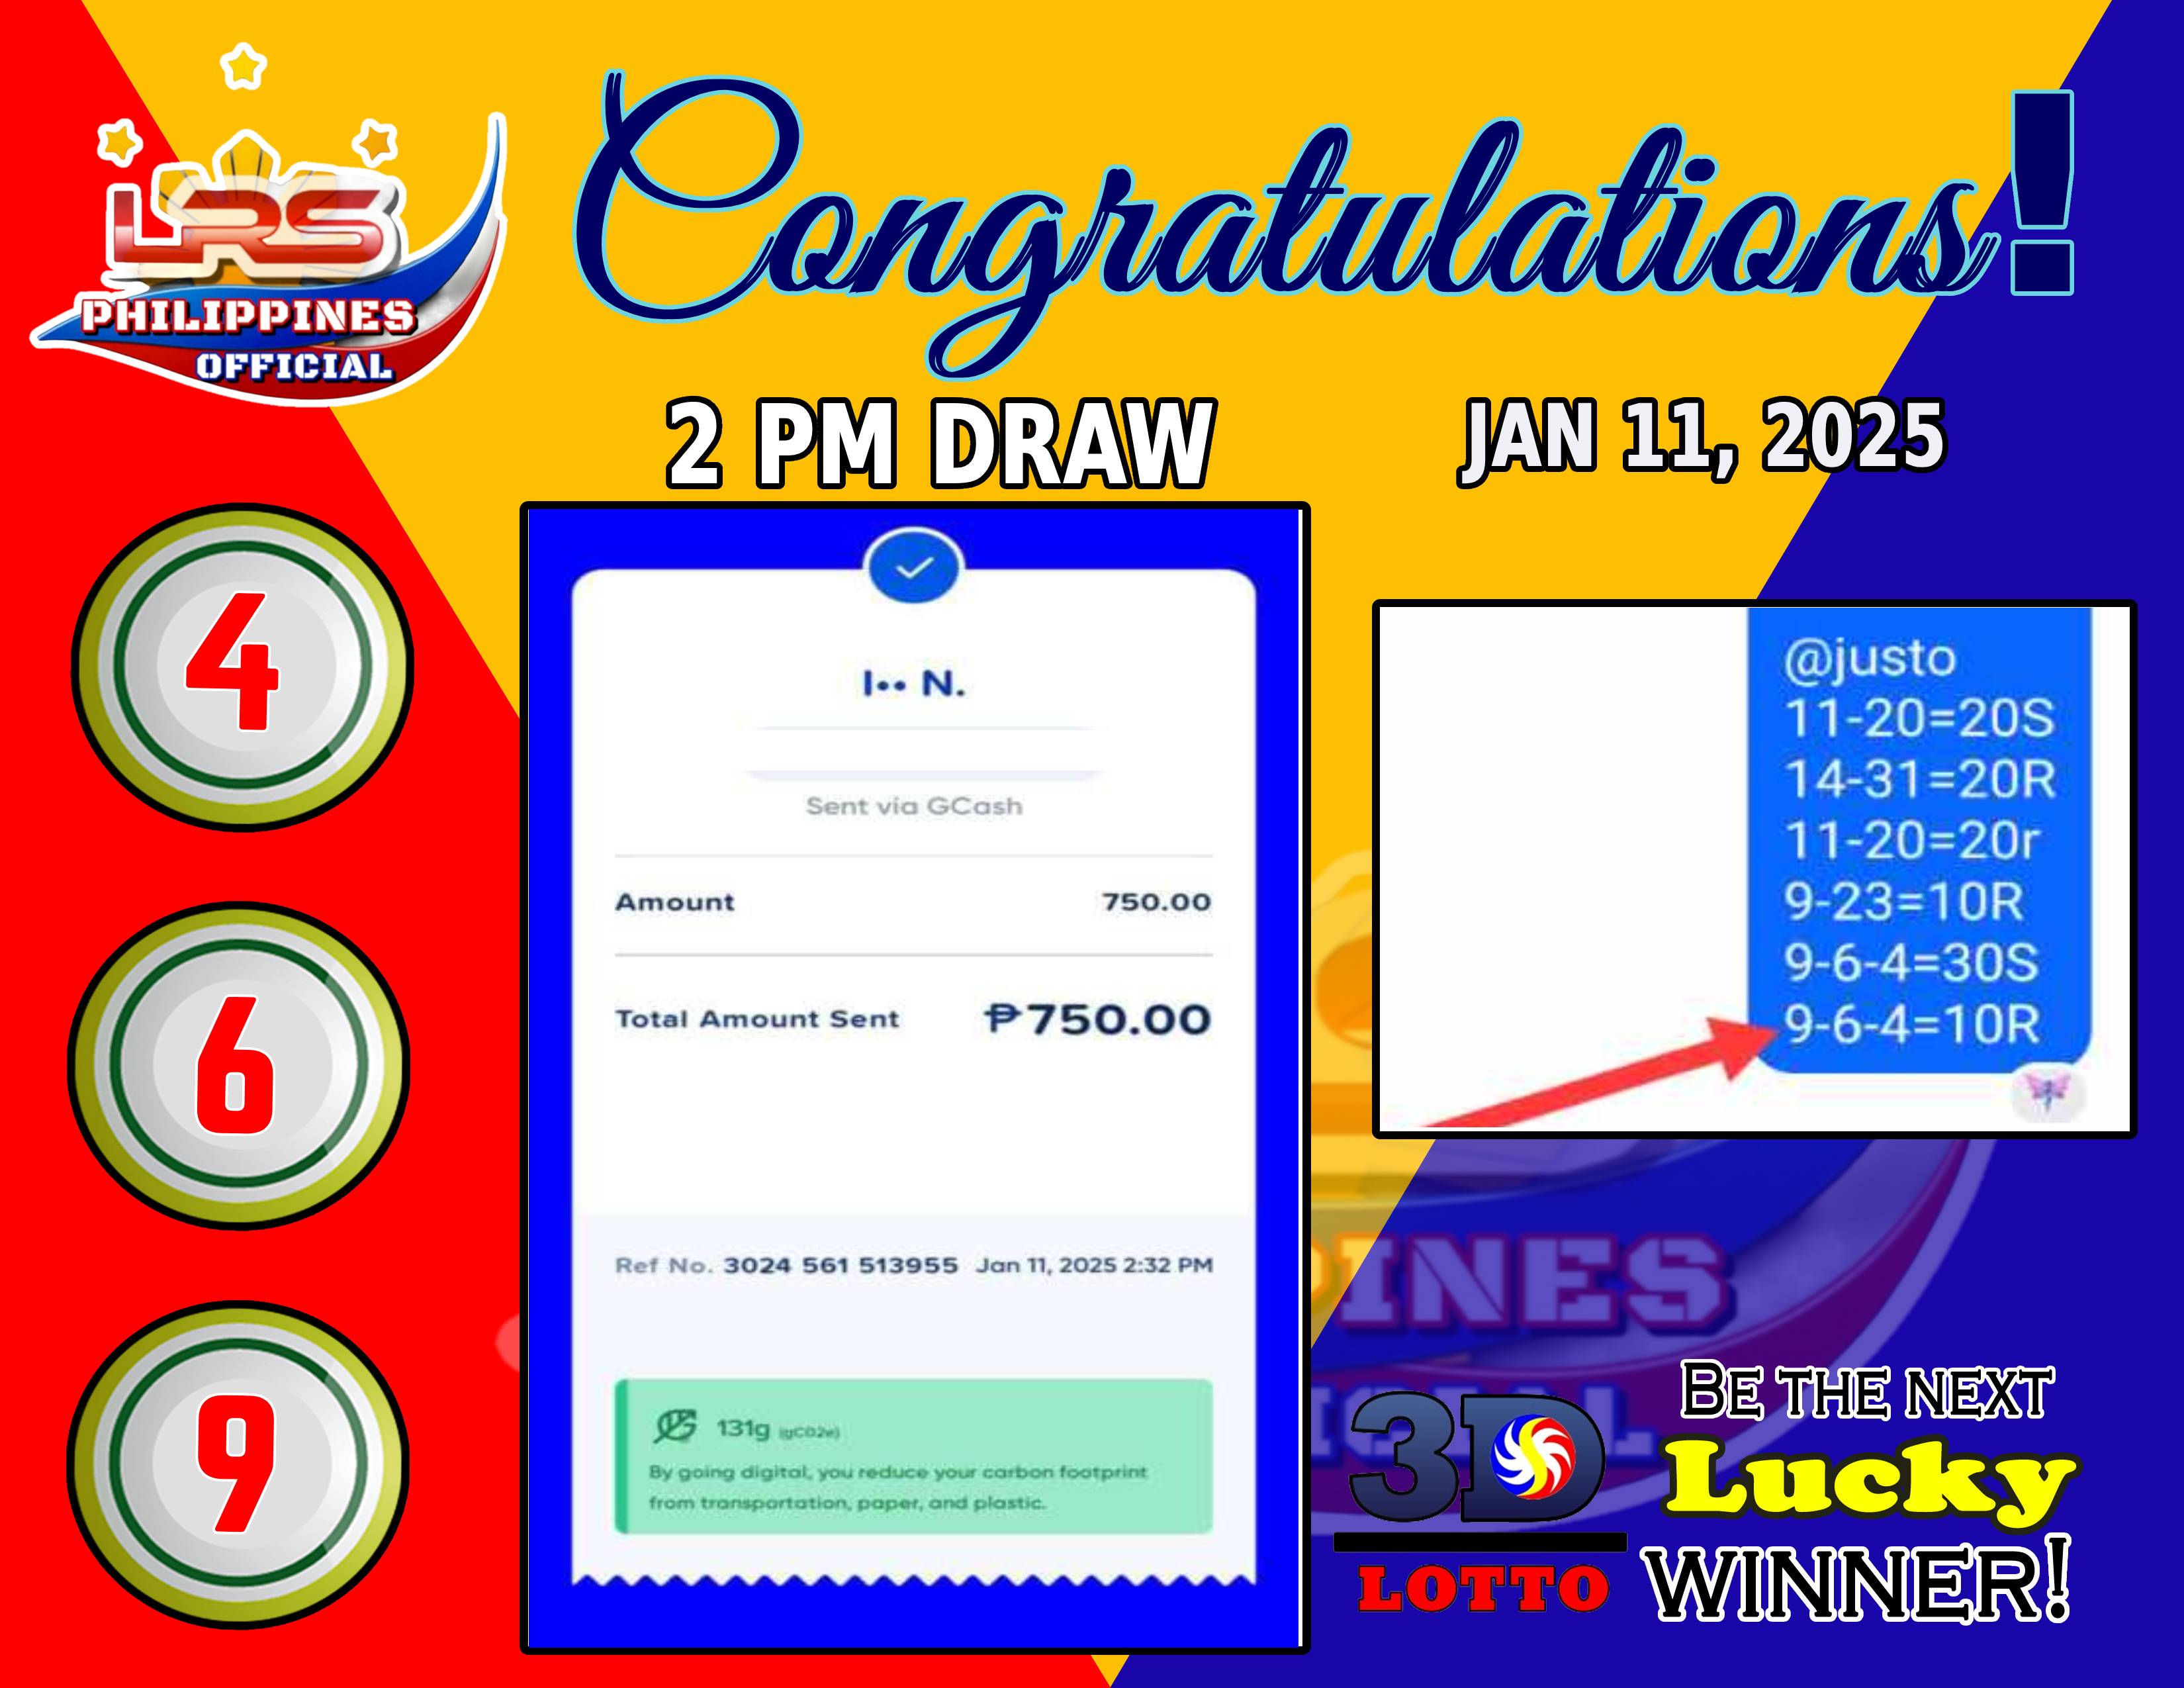 Congratulations!
LRS
PHILIPPINES
OFFICIAL
2 PM DRAW
JAN 11, 2025
4
6
9
I•• N.
Sent via GCash
Amount 750.00
Total Amount Sent ₱750.00
Ref No. 3024 561 513955 Jan 11, 2025 2:32 PM
131g (gCO2e)
By going digital, you reduce your carbon footprint
from transportation, paper, and plastic.
@justo
11-20=20S
14-31=20R
11-20=20r
9-23=10R
9-6-4=30S
9-6-4=10R
PINES
3D
LOTTO
BE THE NEXT
Lucky
WINNER!